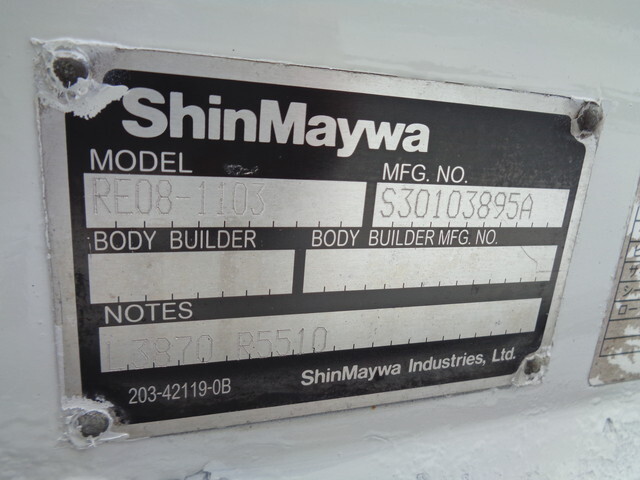 ShinMaywa
MODEL
MFG. NO.
RE08-1103
S30103895A
BODY BUILDER
BODY BUILDER MFG. NO.
NOTES
L3870 R5510
203-42119-0B
ShinMaywa Industries, Ltd.